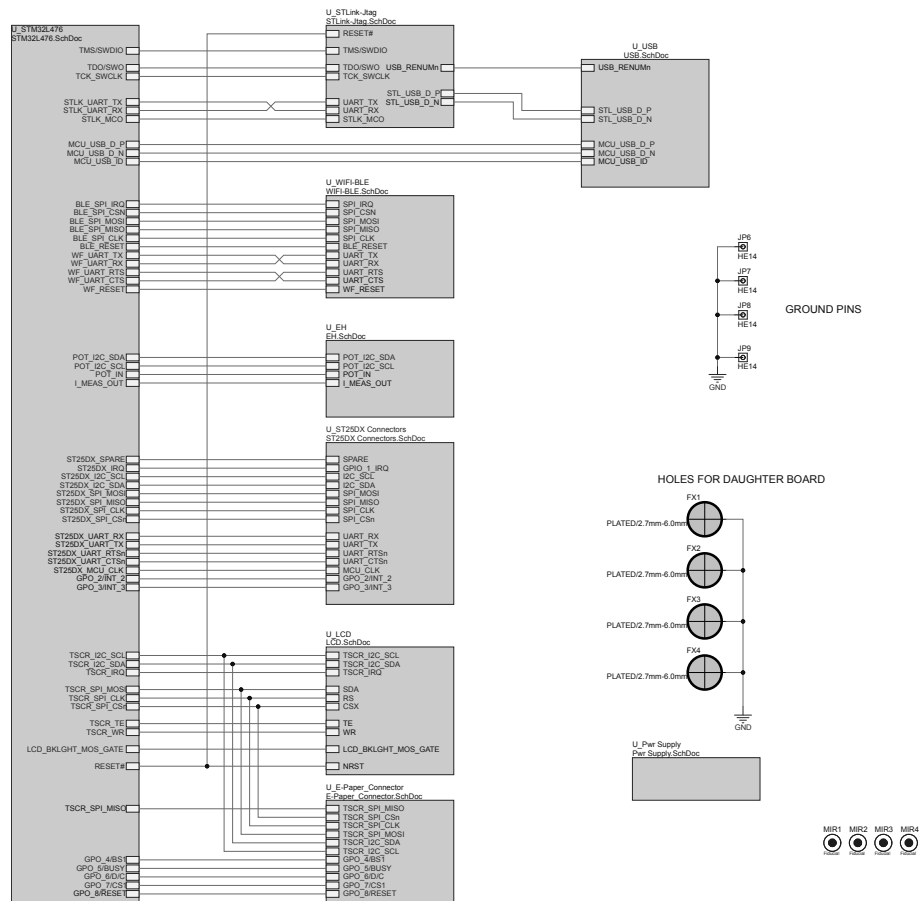 U_STM32L476
STM32L476.SchDoc
TMS/SWDIO
TDO/SWO
TCK_SWCLK
STLK_UART_TX
STLK_UART_RX
STLK_MCO
MCU_USB_D_P
MCU_USB_D_N
MCU_USB_ID
BLE_SPI_IRQ
BLE_SPI_CSN
BLE_SPI_MOSI
BLE_SPI_MISO
BLE_SPI_CLK
BLE_RESET
WF_UART_TX
WF_UART_RX
WF_UART_RTS
WF_UART_CTS
WF_RESET
POT_I2C_SDA
POT_I2C_SCL
POT_IN
I_MEAS_OUT
ST25DX_SPARE
ST25DX_IRQ
ST25DX_I2C_SCL
ST25DX_I2C_SDA
ST25DX_SPI_MOSI
ST25DX_SPI_MISO
ST25DX_SPI_CLK
ST25DX_SPI_CSn
ST25DX_UART_RX
ST25DX_UART_TX
ST25DX_UART_RTSn
ST25DX_UART_CTSn
ST25DX_MCU_CLK
GPO_2/INT_2
GPO_3/INT_3
TSCR_I2C_SCL
TSCR_I2C_SDA
TSCR_IRQ
TSCR_SPI_MOSI
TSCR_SPI_CLK
TSCR_SPI_CSn
TSCR_TE
TSCR_WR
LCD_BKLGHT_MOS_GATE
RESET#
TSCR_SPI_MISO
GPO_4/BS1
GPO_5/BUSY
GPO_6/D/C
GPO_7/CS1
GPO_8/RESET
U_STLink-Jtag
STLink-Jtag.SchDoc
RESET#
TMS/SWDIO
TDO/SWO USB_RENUMn
TCK_SWCLK
STL_USB_D_P
UART_TX STL_USB_D_N
UART_RX
STLK_MCO
U_USB
USB.SchDoc
USB_RENUMn
STL_USB_D_P
STL_USB_D_N
MCU_USB_D_P
MCU_USB_D_N
MCU_USB_ID
U_WIFI-BLE
WIFI-BLE.SchDoc
SPI_IRQ
SPI_CSN
SPI_MOSI
SPI_MISO
SPI_CLK
BLE_RESET
UART_TX
UART_RX
UART_RTS
UART_CTS
WF_RESET
U_EH
EH.SchDoc
POT_I2C_SDA
POT_I2C_SCL
POT_IN
I_MEAS_OUT
U_ST25DX Connectors
ST25DX Connectors.SchDoc
SPARE
GPIO_1_IRQ
I2C_SCL
I2C_SDA
SPI_MOSI
SPI_MISO
SPI_CLK
SPI_CSn
UART_RX
UART_TX
UART_RTSn
UART_CTSn
MCU_CLK
GPO_2/INT_2
GPO_3/INT_3
U_LCD
LCD.SchDoc
TSCR_I2C_SCL
TSCR_I2C_SDA
TSCR_IRQ
SDA
RS
CSX
TE
WR
LCD_BKLGHT_MOS_GATE
NRST
U_E-Paper_Connector
E-Paper_Connector.SchDoc
TSCR_SPI_MISO
TSCR_SPI_CSn
TSCR_SPI_CLK
TSCR_SPI_MOSI
TSCR_I2C_SDA
TSCR_I2C_SCL
GPO_4/BS1
GPO_5/BUSY
GPO_6/D/C
GPO_7/CS1
GPO_8/RESET
JP6
HE14
JP7
HE14
JP8
HE14
JP9
HE14
GND
GROUND PINS
HOLES FOR DAUGHTER BOARD
FX1
PLATED/2.7mm-6.0mm
FX2
PLATED/2.7mm-6.0mm
FX3
PLATED/2.7mm-6.0mm
FX4
PLATED/2.7mm-6.0mm
GND
U_Pwr Supply
Pwr Supply.SchDoc
MIR1 MIR2 MIR3 MIR4
Fiducial Fiducial Fiducial Fiducial